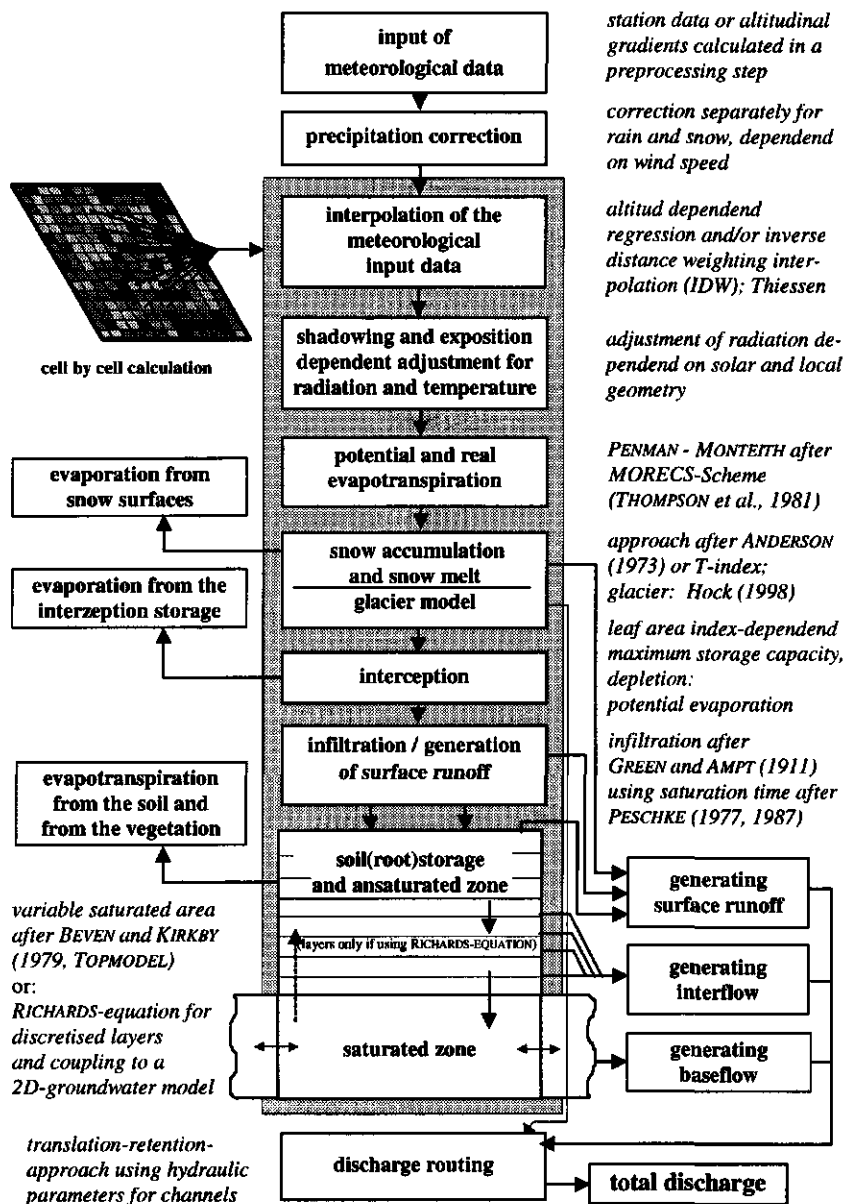 input of
meteorological data
station data or altitudinal
gradients calculated in a
preprocessing step
precipitation correction
correction separately for
rain and snow, dependend
on wind speed
cell by cell calculation
interpolation of the
meteorological
input data
altitud dependend
regression and/or inverse
distance weighting inter-
polation (IDW); Thiessen
shadowing and exposition
dependent adjustment for
radiation and temperature
adjustment of radiation de-
pendend on solar and local
geometry
potential and real
evapotranspiration
PENMAN - MONTEITH after
MORECS-Scheme
(THOMPSON et al., 1981)
evaporation from
snow surfaces
snow accumulation
and snow melt
glacier model
approach after ANDERSON
(1973) or T-index;
glacier: Hock (1998)
evaporation from the
interzeption storage
interception
leaf area index-dependend
maximum storage capacity,
depletion:
potential evaporation
infiltration / generation
of surface runoff
infiltration after
GREEN and AMPT (1911)
using saturation time after
PESCHKE (1977, 1987)
evapotranspiration
from the soil and
from the vegetation
soil(root)storage
and ansaturated zone
(layers only if using RICHARDS-EQUATION)
generating
surface runoff
variable saturated area
after BEVEN and KIRKBY
(1979, TOPMODEL)
or:
RICHARDS-equation for
discretised layers
and coupling to a
2D-groundwater model
generating
interflow
saturated zone
generating
baseflow
translation-retention-
approach using hydraulic
parameters for channels
discharge routing
total discharge